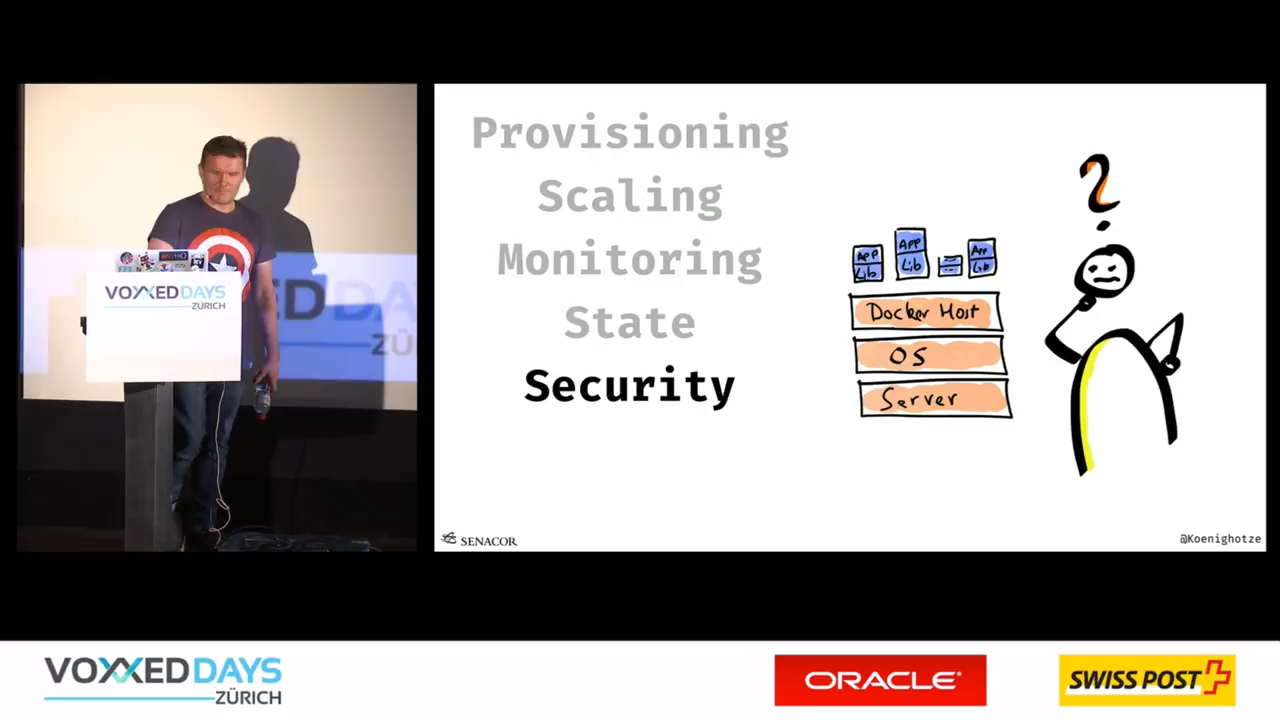 Provisioning
Scaling
Monitoring
State
Security
?
App
Lib
App
Lib
App
Lib
Docker Host
OS
Server
SENACOR
@Koenighotze
VOXXED DAYS
ZÜRICH
VOXXED DAYS
ZÜRICH
ORACLE®
SWISS POST